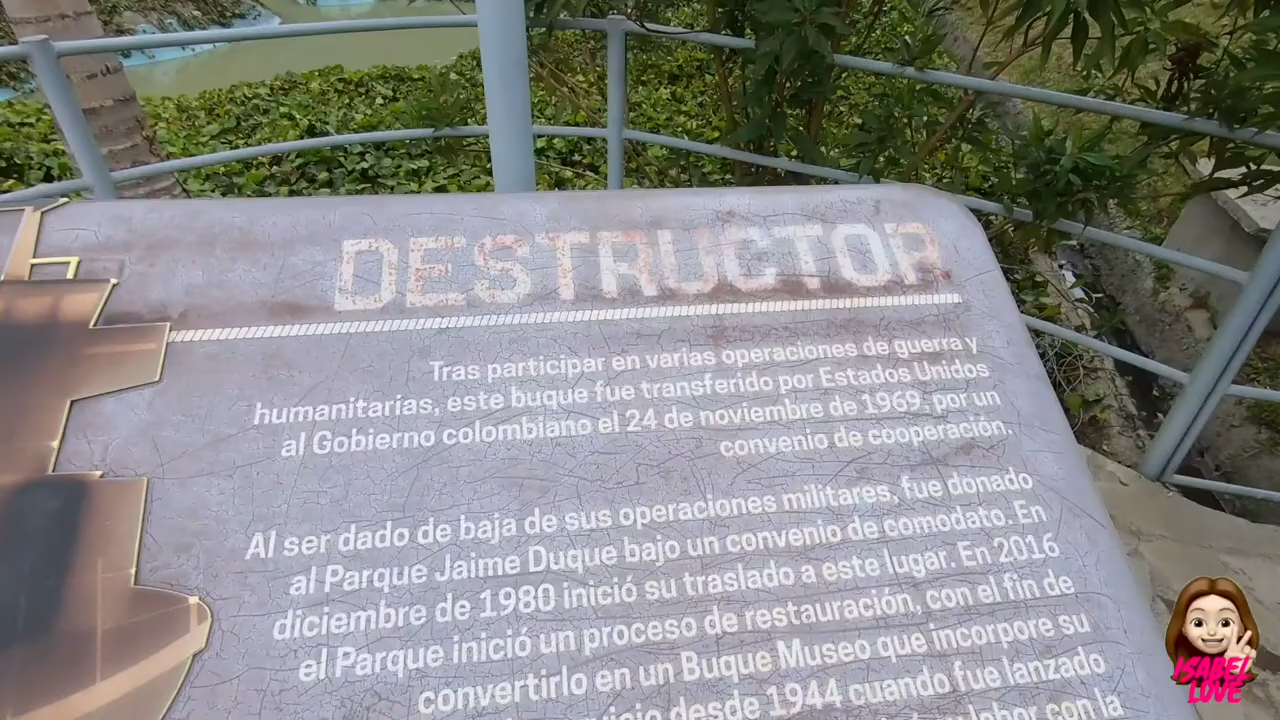 DESTRUCTOR
Tras participar en varias operaciones de guerra y
humanitarias, este buque fue transferido por Estados Unidos
al Gobierno colombiano el 24 de noviembre de 1969, por un
convenio de cooperación.
Al ser dado de baja de sus operaciones militares, fue donado
al Parque Jaime Duque bajo un convenio de comodato. En
diciembre de 1980 inició su traslado a este lugar. En 2016
el Parque inició un proceso de restauración, con el fin de
convertirlo en un Buque Museo que incorpore su
desde 1944 cuando fue lanzado
labor con la
ISABEL
LOVE